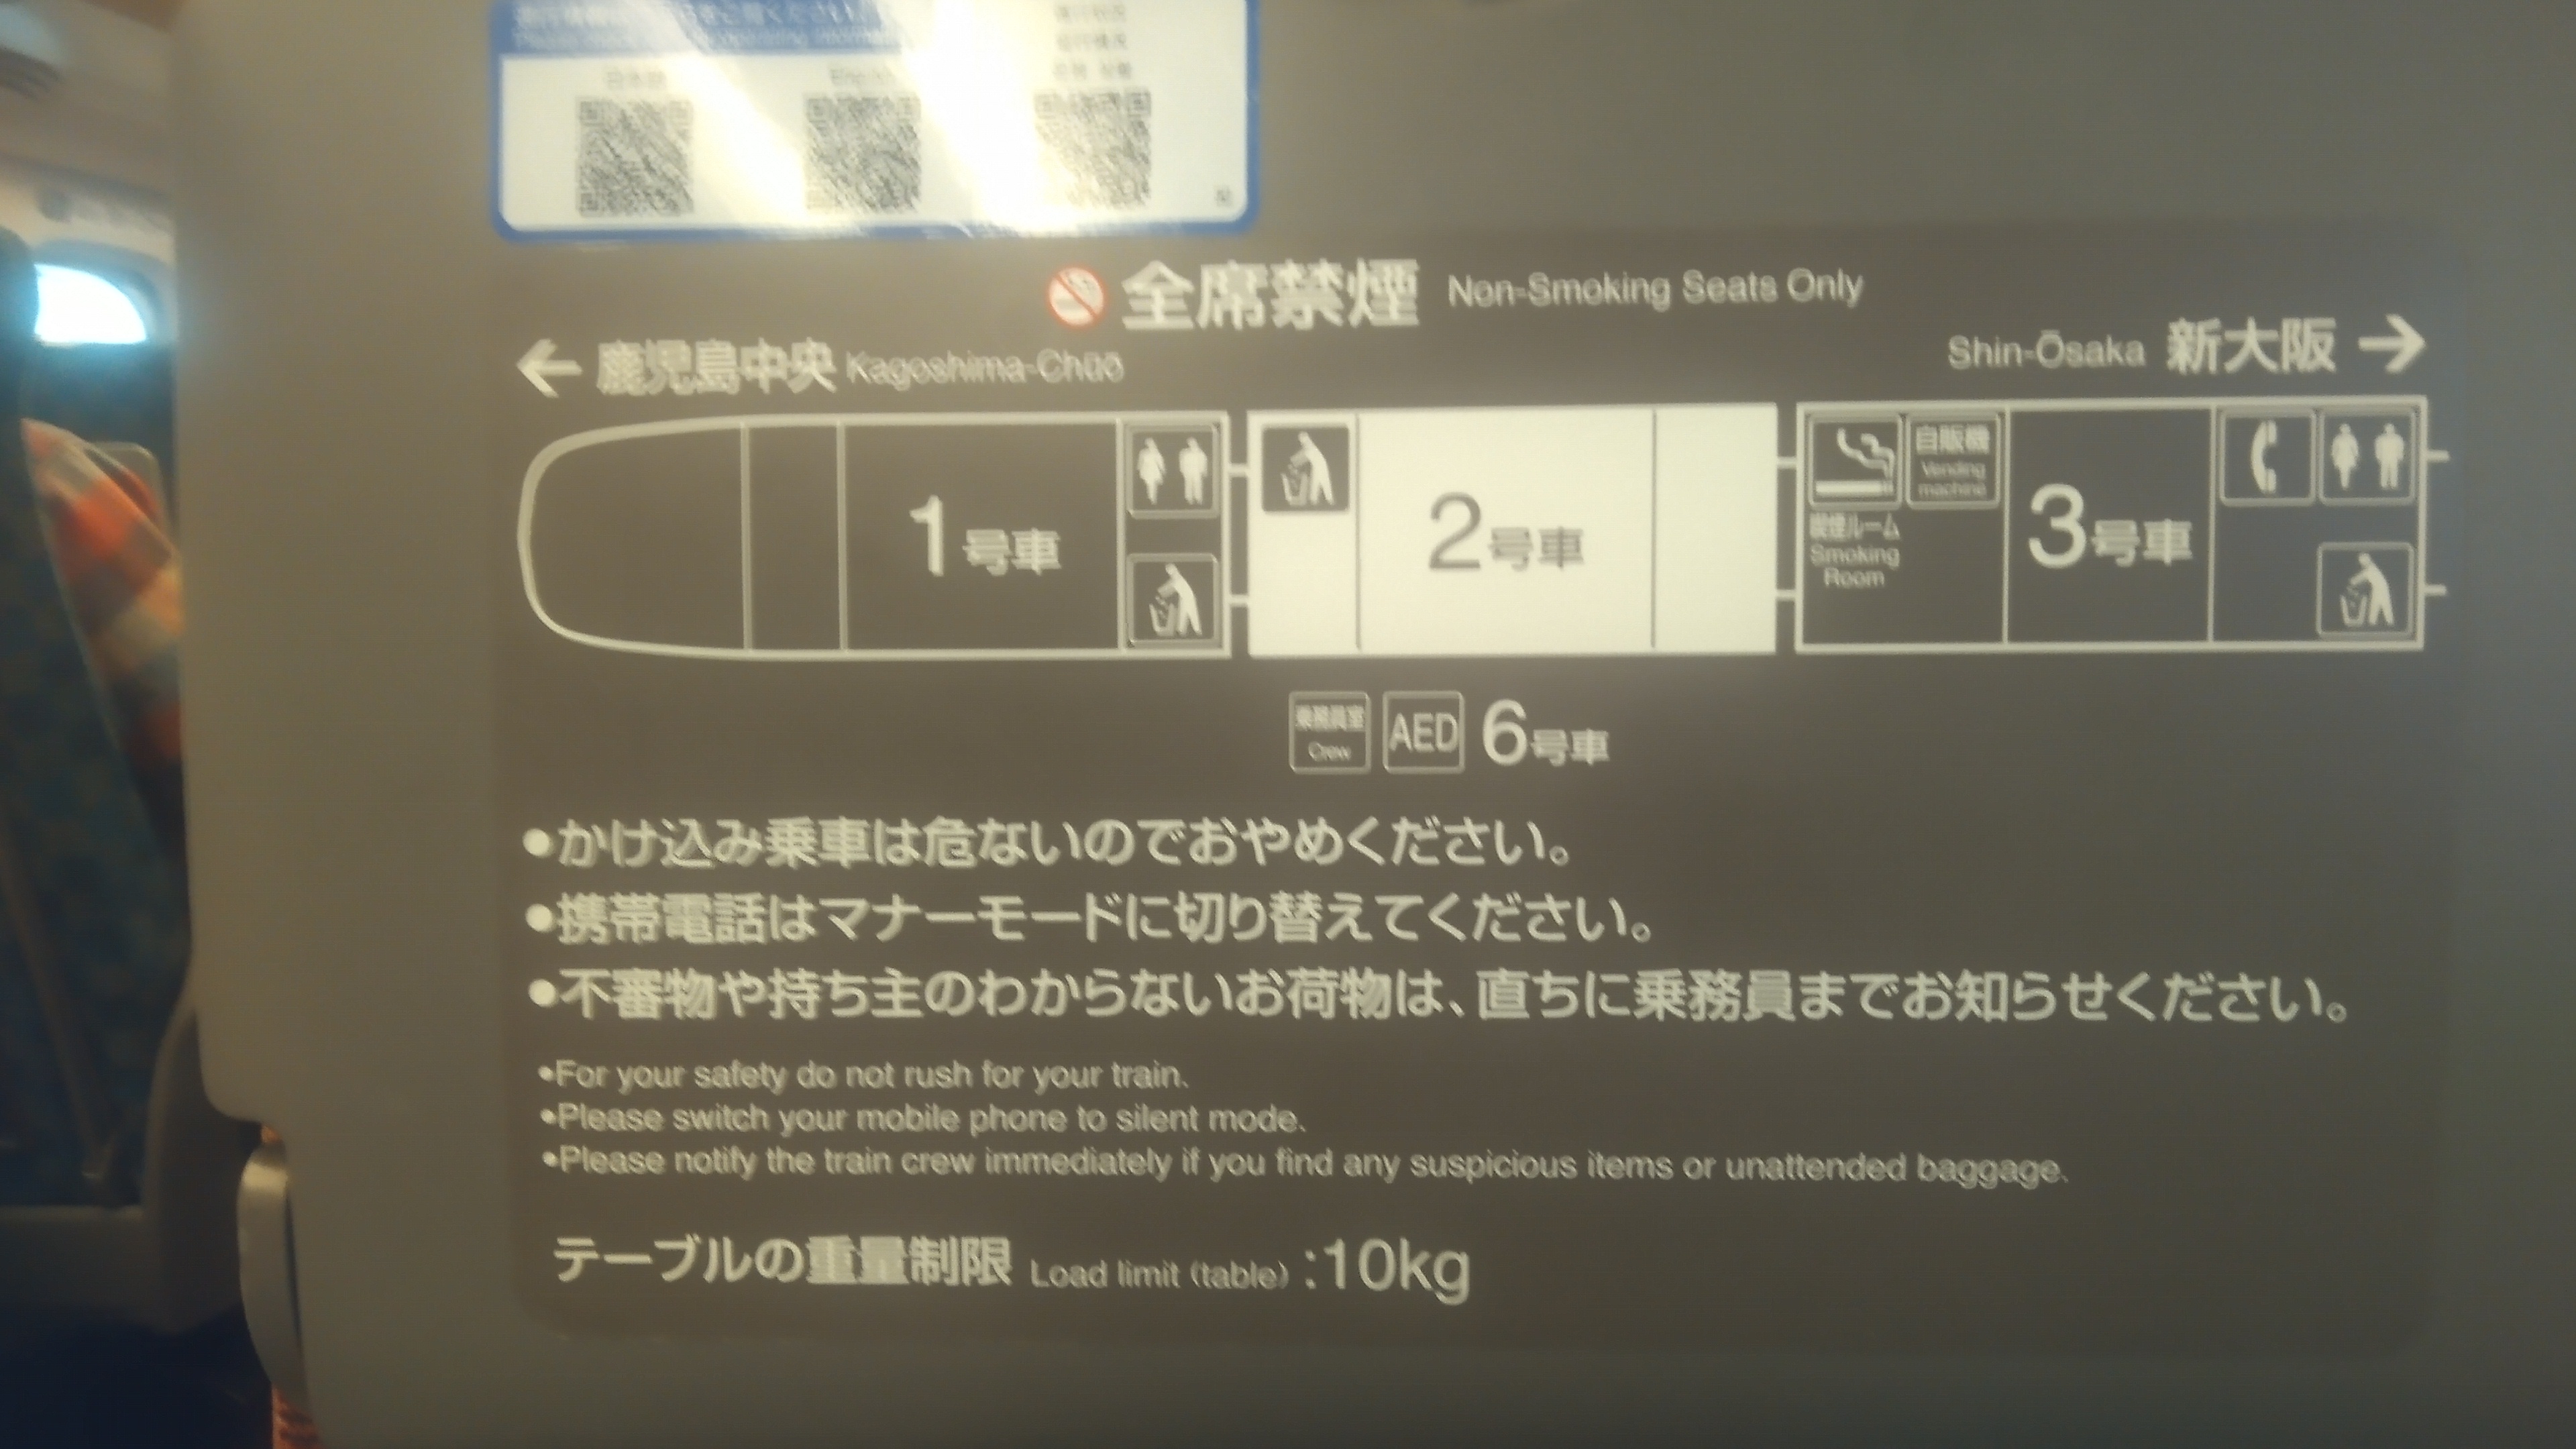 全席禁煙 Non-Smoking Seats Only
← 鹿児島中央 Kagoshima-Chūō
Shin-Ōsaka 新大阪 →
1号車
2号車
喫煙ルーム
Smoking
Room
自販機
Vending
machine
3号車
乗務員室
Crew
AED
6号車
●かけ込み乗車は危ないのでおやめください。
●携帯電話はマナーモードに切り替えてください。
●不審物や持ち主のわからないお荷物は、直ちに乗務員までお知らせください。
•For your safety do not rush for your train.
•Please switch your mobile phone to silent mode.
•Please notify the train crew immediately if you find any suspicious items or unattended baggage.
テーブルの重量制限 Load limit (table) :10kg